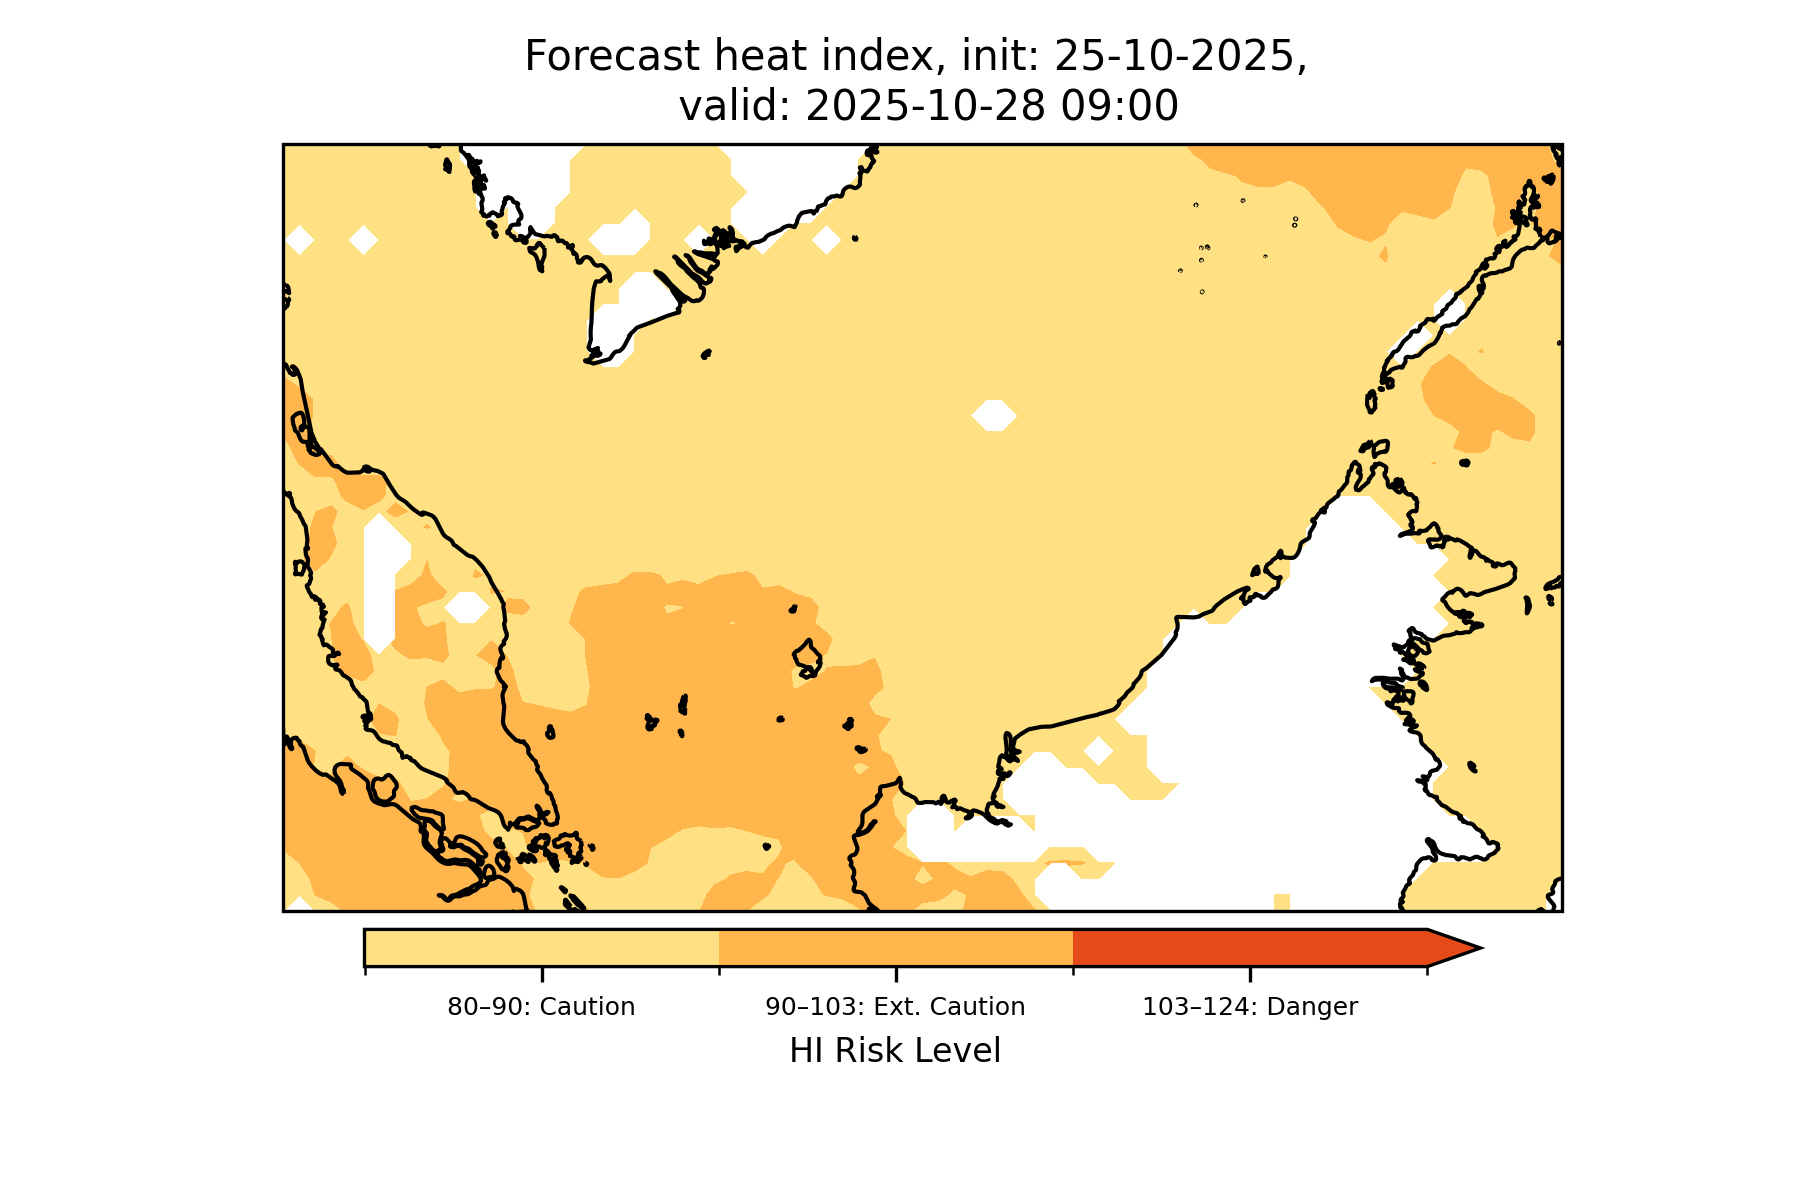 Forecast heat index, init: 25-10-2025,
valid: 2025-10-28 09:00
80–90: Caution
90–103: Ext. Caution
103–124: Danger
HI Risk Level